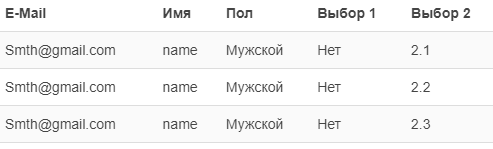 E-Mail Имя Пол Выбор 1 Выбор 2
Smth@gmail.com name Мужской Нет 2.1
Smth@gmail.com name Мужской Нет 2.2
Smth@gmail.com name Мужской Нет 2.3